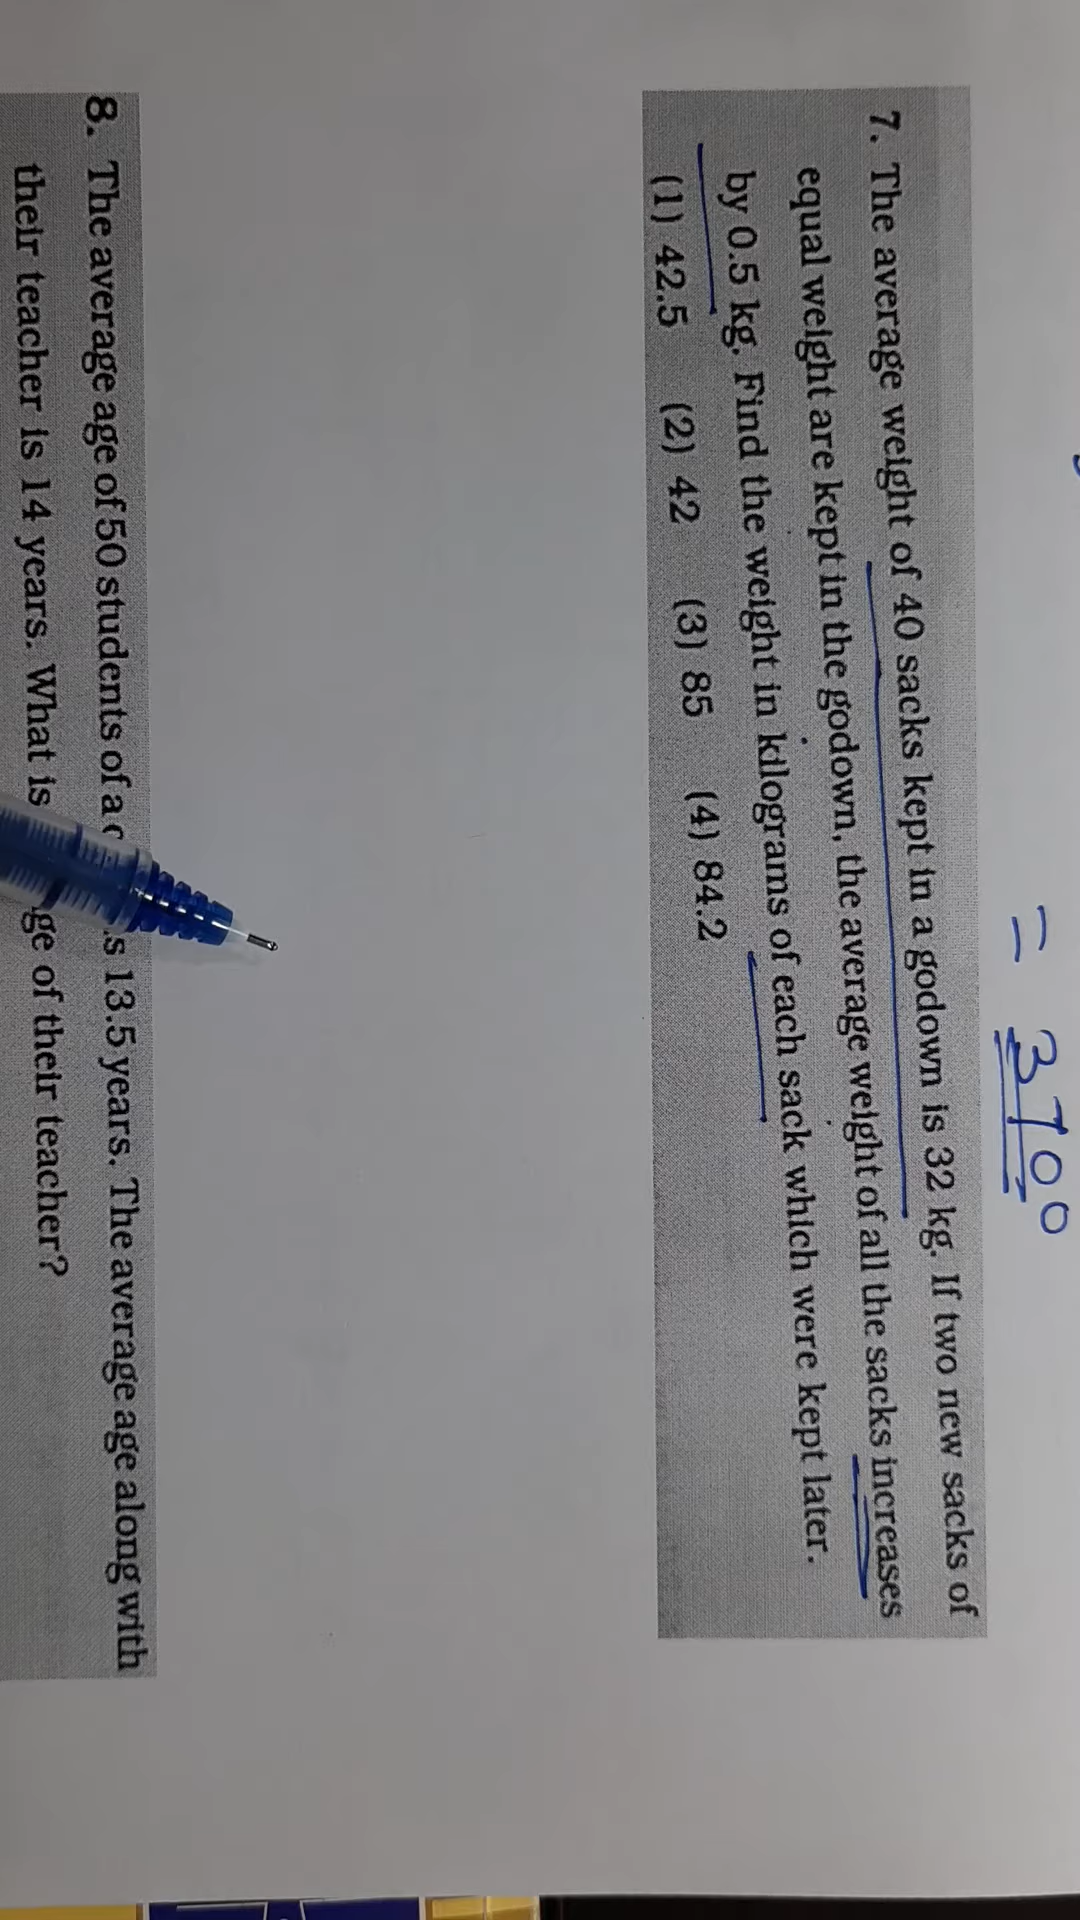 = 3700
7. The average weight of 40 sacks kept in a godown is 32 kg. If two new sacks of
equal weight are kept in the godown, the average weight of all the sacks increases
by 0.5 kg. Find the weight in kilograms of each sack which were kept later.
(1) 42.5 (2) 42 (3) 85 (4) 84.2
8. The average age of 50 students of a 13.5 years. The average age along with
their teacher is 14 years. What is of their teacher?